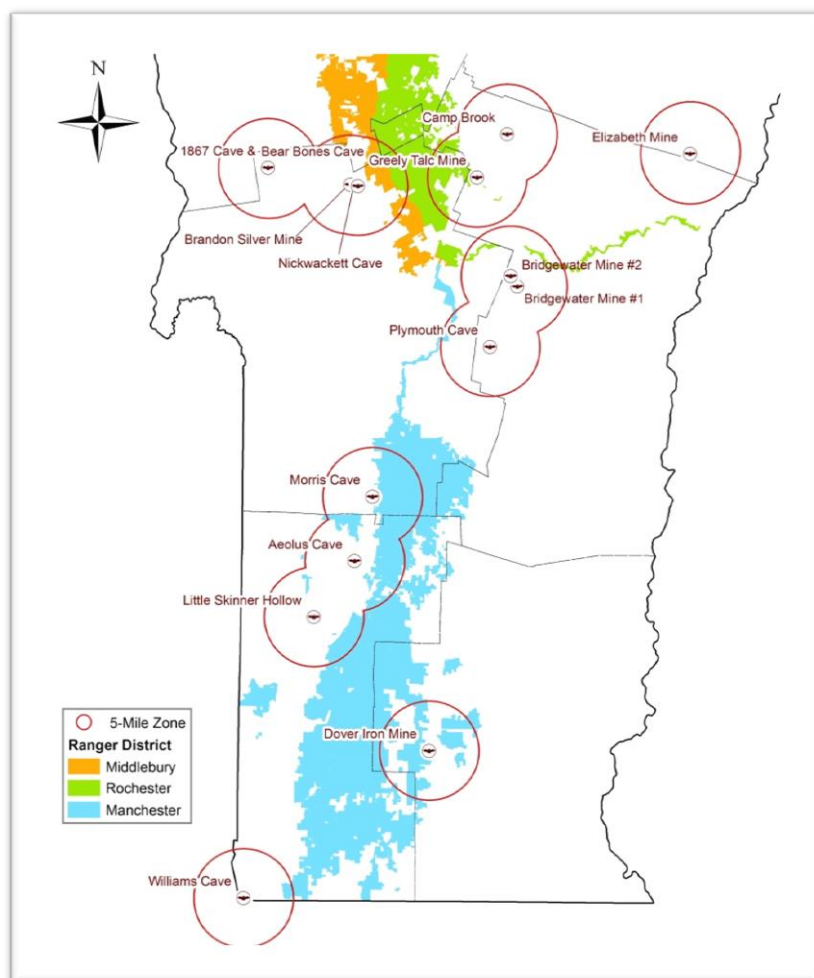 N
Camp Brook
Elizabeth Mine
1867 Cave & Bear Bones Cave
Greely Talc Mine
Brandon Silver Mine
Nickwackett Cave
Bridgewater Mine #2
Bridgewater Mine #1
Plymouth Cave
Morris Cave
Aeolus Cave
Little Skinner Hollow
5-Mile Zone
Ranger District
Middlebury
Rochester
Manchester
Dover Iron Mine
Williams Cave